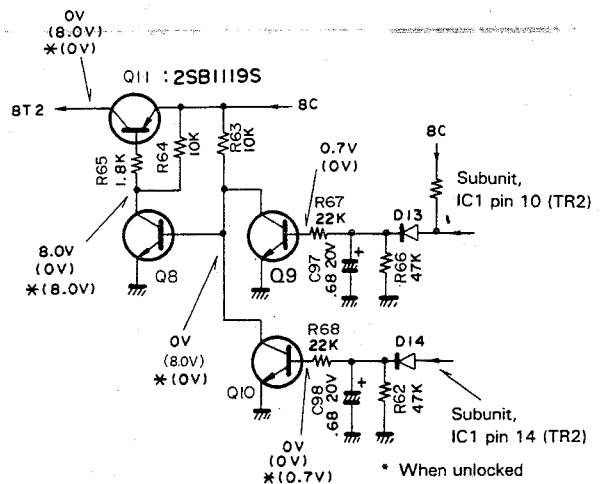 0V
(8.0V)
*(0V)
Q11 : 2SB1119S
8T2
8C
R65
1.8K
R64
10K
R63
10K
0.7V
(0V)
8C
Subunit,
IC1 pin 10 (TR2)
R67
22K
D13
8.0V
(0V)
*(8.0V)
Q8
Q9
C97
.68 20V
+
R66
47K
0V
(8.0V)
*(0V)
R68
22K
D14
Q10
C98
.68 20V
+
R62
47K
0V
(0V)
*(0.7V)
Subunit,
IC1 pin 14 (TR2)
* When unlocked